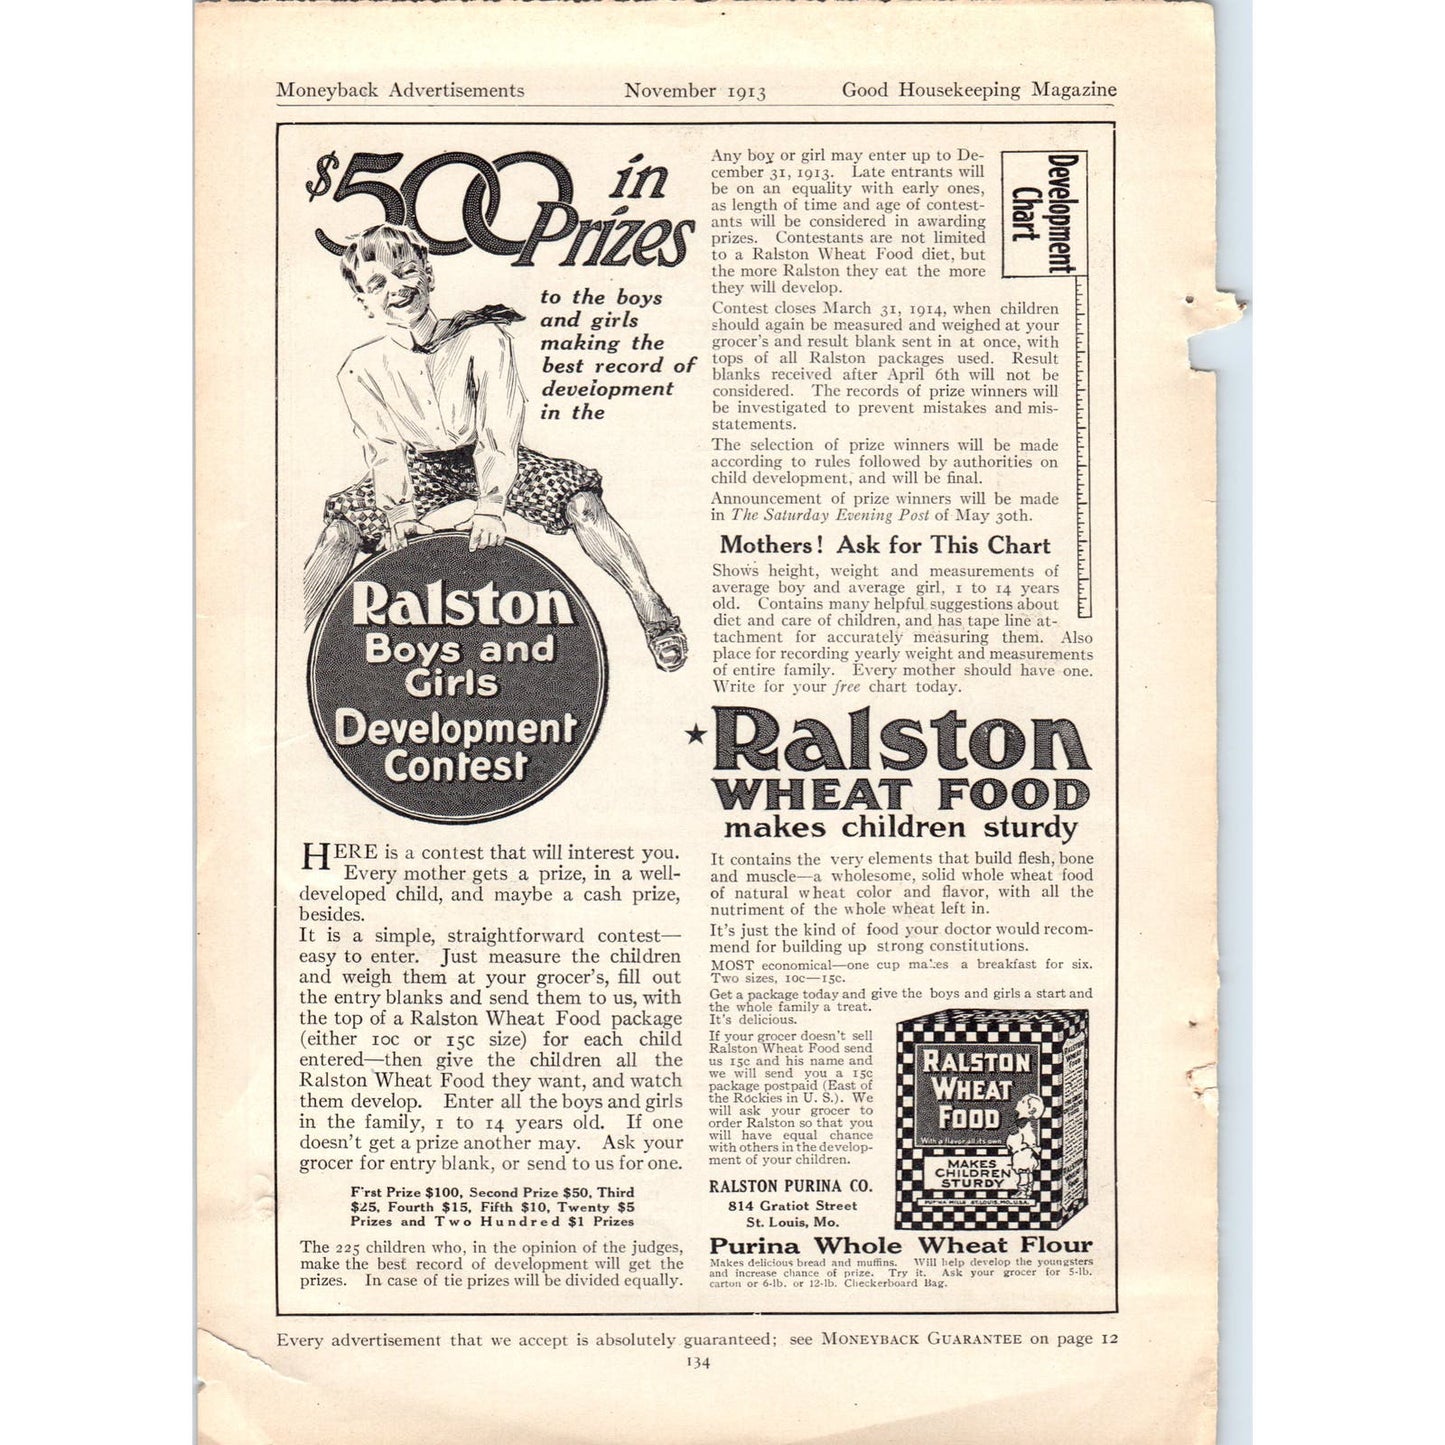 Moneyback Advertisements November 1913 Good Housekeeping Magazine
$500 in
Prizes
to the boys
and girls
making the
best record of
development
in the
Ralston
Boys and
Girls
Development
Contest
HERE is a contest that will interest you.
Every mother gets a prize, in a well-
developed child, and maybe a cash prize,
besides.
It is a simple, straightforward contest—
easy to enter. Just measure the children
and weigh them at your grocer's, fill out
the entry blanks and send them to us, with
the top of a Ralston Wheat Food package
(either 10c or 15c size) for each child
entered—then give the children all the
Ralston Wheat Food they want, and watch
them develop. Enter all the boys and girls
in the family, 1 to 14 years old. If one
doesn't get a prize another may. Ask your
grocer for entry blank, or send to us for one.
F'rst Prize $100, Second Prize $50, Third
$25, Fourth $15, Fifth $10, Twenty $5
Prizes and Two Hundred $1 Prizes
The 225 children who, in the opinion of the judges,
make the best record of development will get the
prizes. In case of tie prizes will be divided equally.
Any boy or girl may enter up to De-
cember 31, 1913. Late entrants will
be on an equality with early ones,
as length of time and age of contest-
ants will be considered in awarding
prizes. Contestants are not limited
to a Ralston Wheat Food diet, but
the more Ralston they eat the more
they will develop.
Development
Chart
Contest closes March 31, 1914, when children
should again be measured and weighed at your
grocer's and result blank sent in at once, with
tops of all Ralston packages used. Result
blanks received after April 6th will not be
considered. The records of prize winners will
be investigated to prevent mistakes and mis-
statements.
The selection of prize winners will be made
according to rules followed by authorities on
child development, and will be final.
Announcement of prize winners will be made
in The Saturday Evening Post of May 30th.
Mothers! Ask for This Chart
Shows height, weight and measurements of
average boy and average girl, 1 to 14 years
old. Contains many helpful suggestions about
diet and care of children, and has tape line at-
tachment for accurately measuring them. Also
place for recording yearly weight and measurements
of entire family. Every mother should have one.
Write for your free chart today.
★Ralston
WHEAT FOOD
makes children sturdy
It contains the very elements that build flesh, bone
and muscle—a wholesome, solid whole wheat food
of natural wheat color and flavor, with all the
nutriment of the whole wheat left in.
It's just the kind of food your doctor would recom-
mend for building up strong constitutions.
MOST economical—one cup makes a breakfast for six.
Two sizes, 10c—15c.
Get a package today and give the boys and girls a start and
the whole family a treat.
It's delicious.
If your grocer doesn't sell
Ralston Wheat Food send
us 15c and his name and
we will send you a 15c
package postpaid (East of
the Rockies in U. S.). We
will ask your grocer to
order Ralston so that you
will have equal chance
with others in the develop-
ment of your children.
RALSTON PURINA CO.
814 Gratiot Street
St. Louis, Mo.
RALSTON
WHEAT
FOOD
With a flavor all its own
MAKES
CHILDREN
STURDY
PURINA MILLS ST. LOUIS, MO. U.S.A.
RALSTON
WHEAT
FOOD
RALSTON
Purina Whole Wheat Flour
Makes delicious bread and muffins. Will help develop the youngsters
and increase chance of prize. Try it. Ask your grocer for 5-lb.
carton or 6-lb. or 12-lb. Checkerboard Bag.
Every advertisement that we accept is absolutely guaranteed; see MONEYBACK GUARANTEE on page 12
134